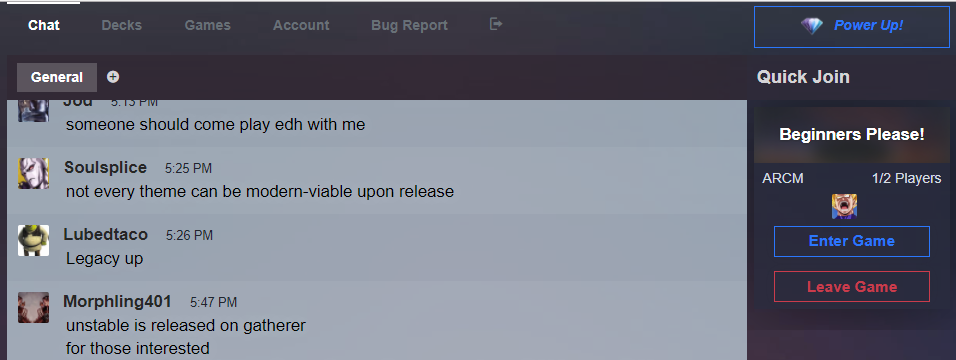 Chat Decks Games Account Bug Report
Power Up!
General
Quick Join
Jou 5:13 PM
someone should come play edh with me
Soulsplice 5:25 PM
not every theme can be modern-viable upon release
Lubedtaco 5:26 PM
Legacy up
Morphling401 5:47 PM
unstable is released on gatherer
for those interested
Beginners Please!
ARCM 1/2 Players
Enter Game
Leave Game